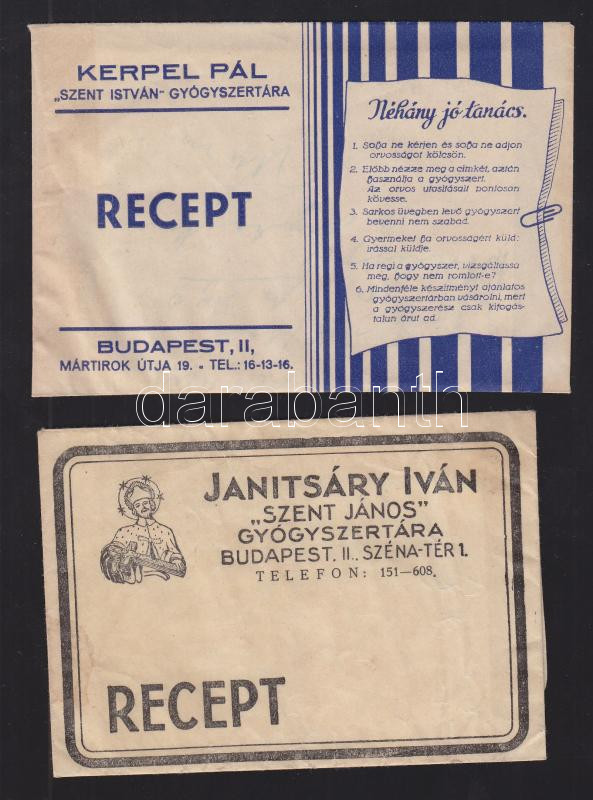 KERPEL PÁL
„SZENT ISTVÁN"- GYÓGYSZERTÁRA
RECEPT
BUDAPEST, II,
MÁRTIROK ÚTJA 19. - TEL.: 16-13-16.
Néhány jó tanács.
1. Soha ne kérjen és soha ne adjon
orvosságot kölcsön.
2. Előbb nézze meg a cimkét, aztán
használja a gyógyszert.
Az orvos utasításait pontosan
kövesse.
3. Sarkos üvegben levő gyógyszert
bevenni nem szabad.
4. Gyermeket ha orvosságért küld:
írással küldje.
5. Ha regi a gyógyszer, vizsgáltassa
meg, hogy nem romlott-e?
6. Mindenféle készítményt ajánlatos
gyógyszertárban vásárolni, mert
a gyógyszerész csak kifogás-
talan árut ad.
darabanth
JANITSÁRY IVÁN
„SZENT JÁNOS"
GYÓGYSZERTÁRA
BUDAPEST. II., SZÉNA-TÉR 1.
TELEFON: 151—608.
RECEPT